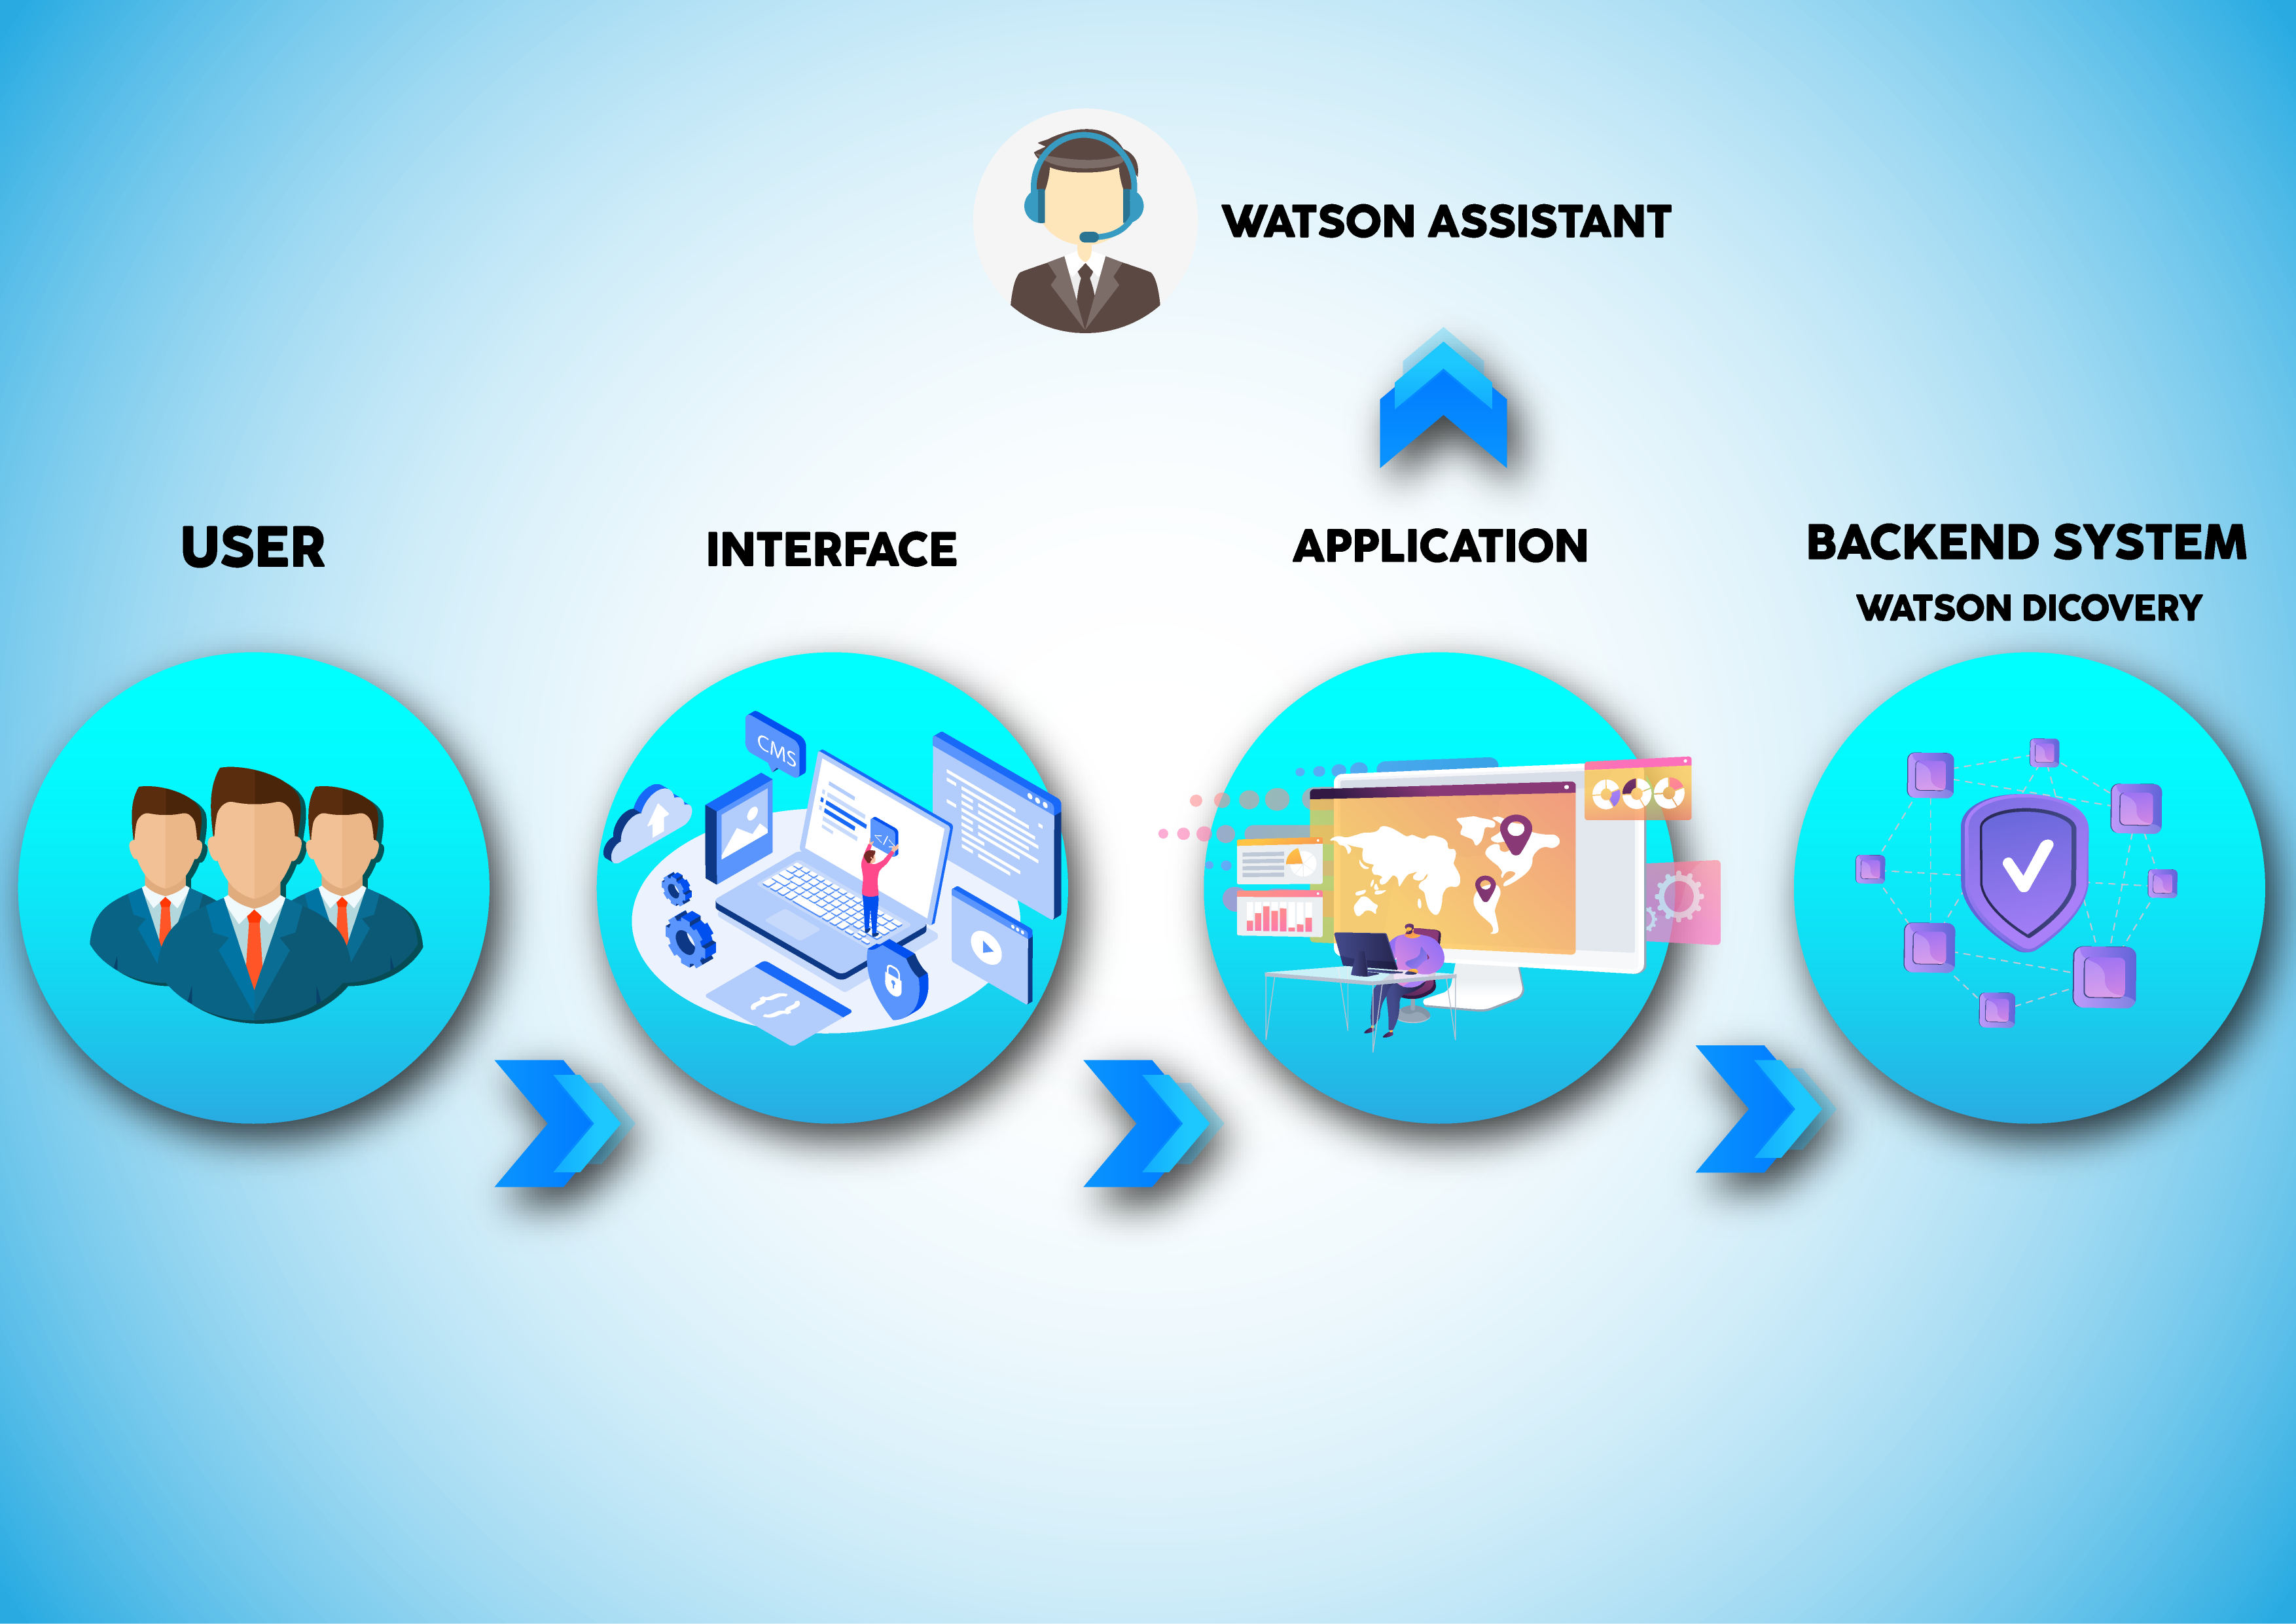 WATSON ASSISTANT
USER
INTERFACE
APPLICATION
BACKEND SYSTEM
WATSON DICOVERY
CMS
</>